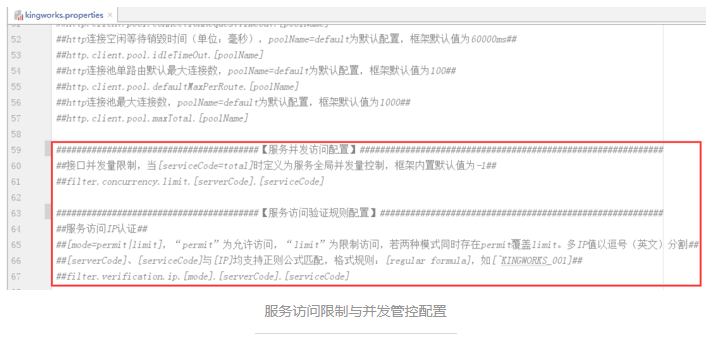 kingworks.properties
51 ##http.client.pool.connectionRequestTimeout.[poolName]
52 ##http连接空闲等待销毁时间（单位：毫秒），poolName=default为默认配置，框架默认值为60000ms##
53 ##http.client.pool.idleTimeOut.[poolName]
54 ##http连接池单路由默认最大连接数，poolName=default为默认配置，框架默认值为100##
55 ##http.client.pool.defaultMaxPerRoute.[poolName]
56 ##http连接池最大连接数，poolName=default为默认配置，框架默认值为1000##
57 ##http.client.pool.maxTotal.[poolName]
58
59 #######################################【服务并发访问配置】###########################################################
60 ##接口并发量限制，当[serviceCode=total]时定义为服务全局并发量控制，框架内置默认值为-1##
61 ##filter.concurrency.limit.[serverCode].[serviceCode]
62
63 #######################################【服务访问验证规则配置】#######################################################
64 ##服务访问IP认证##
65 ##[mode=permit|limit]，“permit”为允许访问，“limit”为限制访问，若两种模式同时存在permit覆盖limit。多IP值以逗号（英文）分割##
66 ##[serverCode]、[serviceCode]与[IP]均支持正则公式匹配，格式规则：[regular formula]，如[^KINGWORKS_001]##
67 ##filter.verification.ip.[mode].[serverCode].[serviceCode]
服务访问限制与并发管控配置